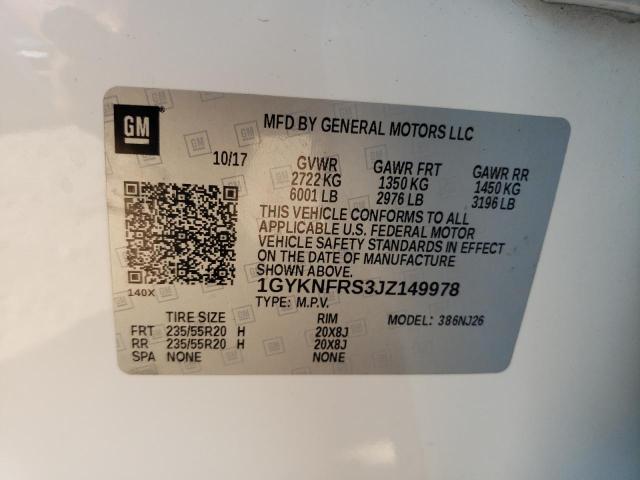 GM
MFD BY GENERAL MOTORS LLC
10/17 GVWR GAWR FRT GAWR RR
2722 KG 1350 KG 1450 KG
6001 LB 2976 LB 3196 LB
THIS VEHICLE CONFORMS TO ALL
APPLICABLE U.S. FEDERAL MOTOR
VEHICLE SAFETY STANDARDS IN EFFECT
ON THE DATE OF MANUFACTURE
SHOWN ABOVE.
140X
1GYKNFRS3JZ149978
TYPE: M.P.V.
TIRE SIZE RIM MODEL: 386NJ26
FRT 235/55R20 H 20X8J
RR 235/55R20 H 20X8J
SPA NONE NONE